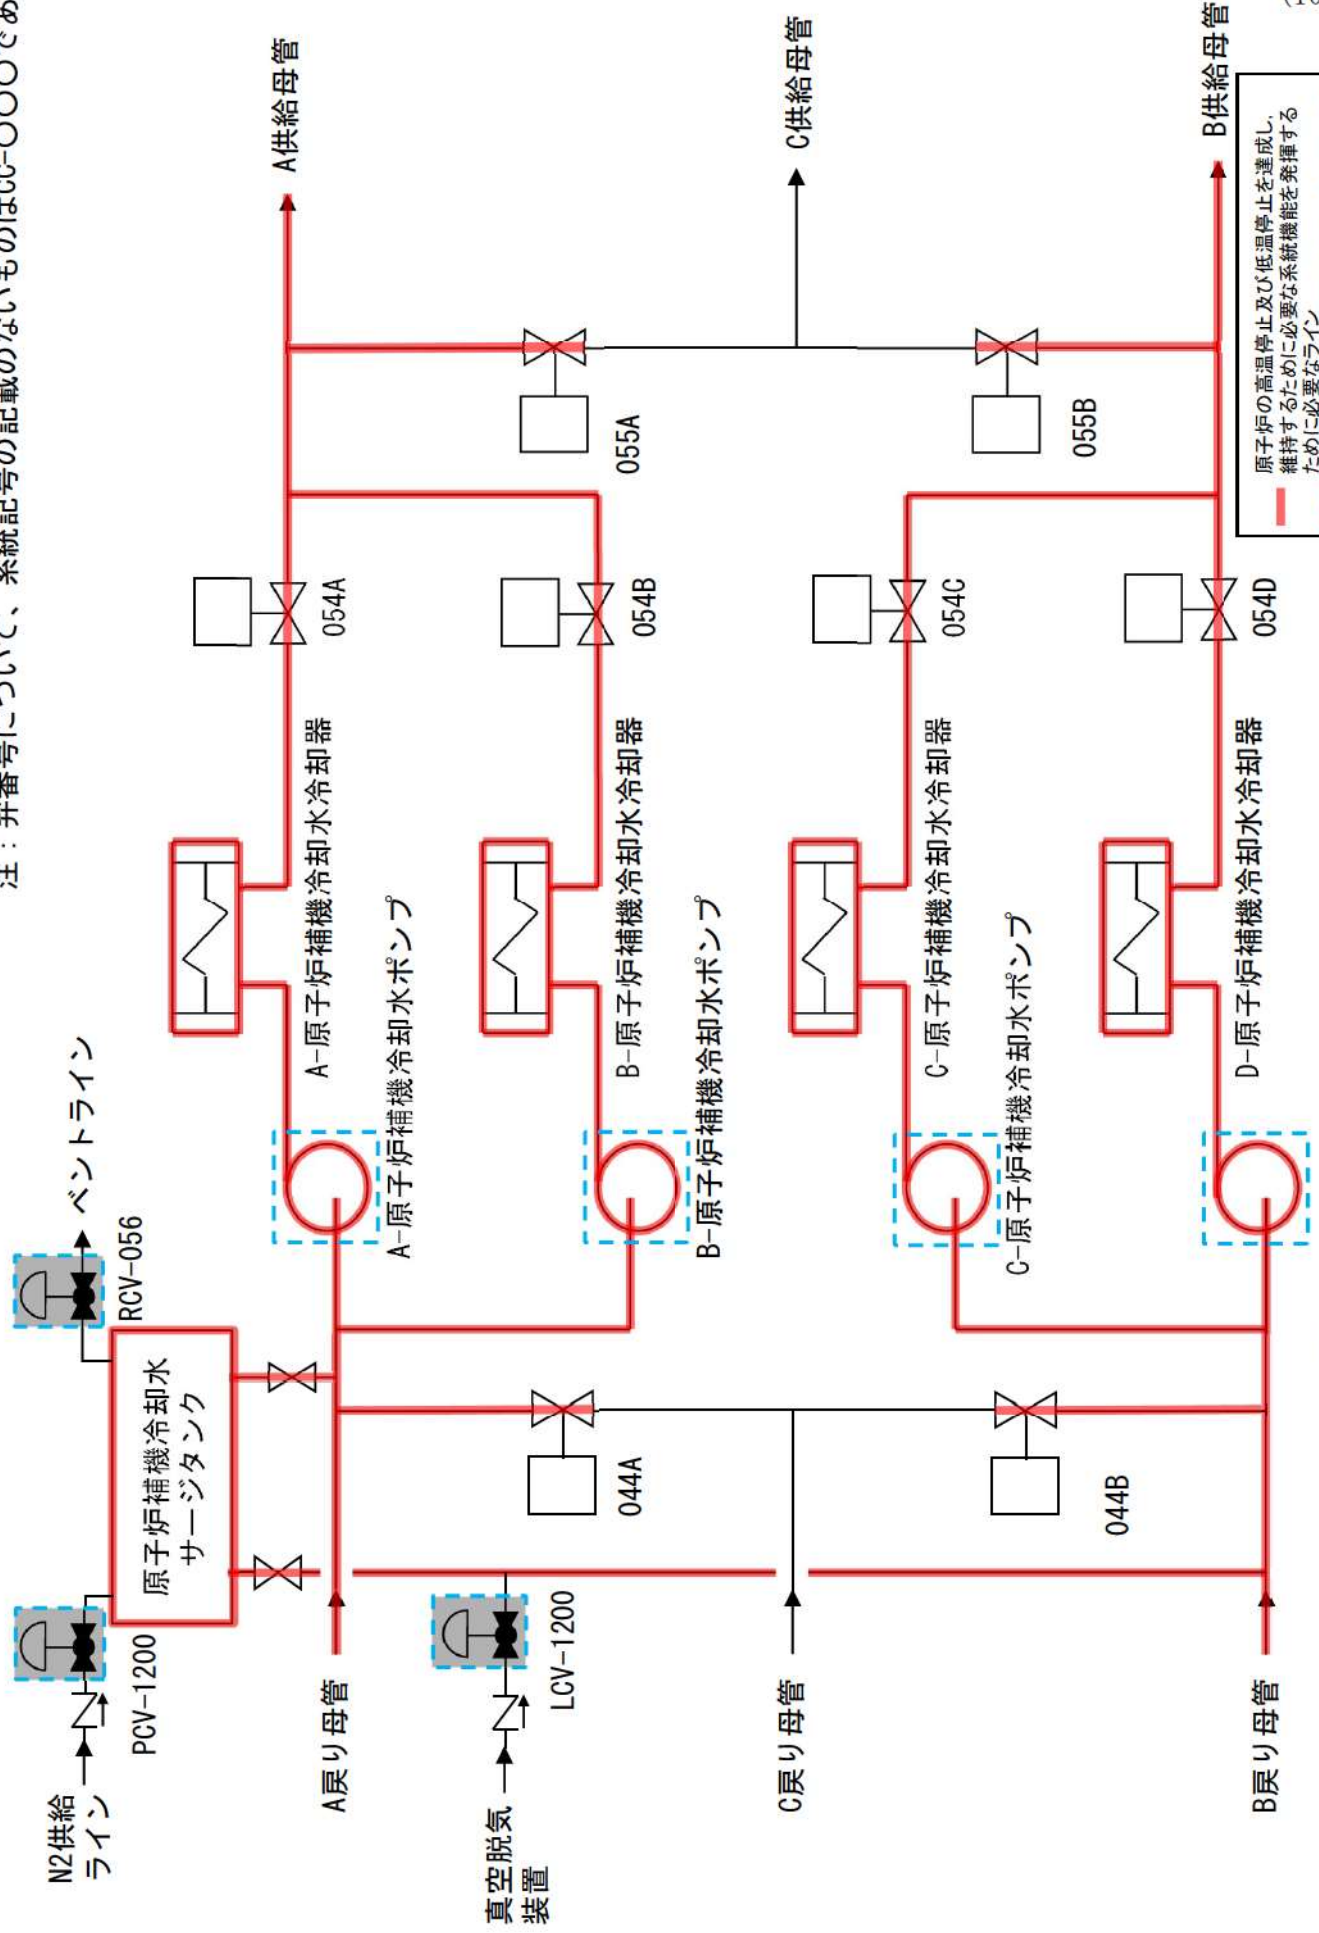 注：弁番号について、系統記号の記載のないものはCC-〇〇〇であ
N2供給
ライン
PCV-1200
原子炉補機冷却水
サージタンク
RCV-056
ベントライン
A戻り母管
真空脱気
装置
LCV-1200
C戻り母管
B戻り母管
044A
044B
A-原子炉補機冷却水ポンプ
A-原子炉補機冷却水冷却器
054A
A供給母管
B-原子炉補機冷却水ポンプ
B-原子炉補機冷却水冷却器
054B
055A
C供給母管
C-原子炉補機冷却水ポンプ
C-原子炉補機冷却水冷却器
054C
055B
D-原子炉補機冷却水冷却器
054D
B供給母管
原子炉の高温停止及び低温停止を達成し,
維持するために必要な系統機能を発揮する
ために必要なライン